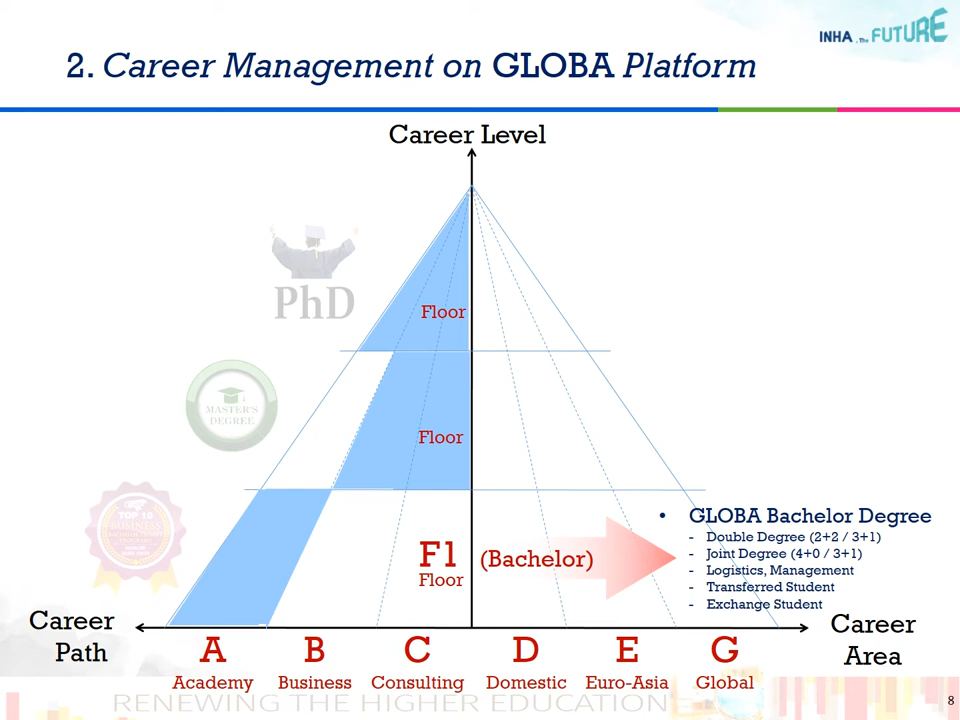 INHA , The FUTURE
2. Career Management on GLOBA Platform
Career Level
PhD
Floor
MASTER'S
DEGREE
Floor
TOP 10
BUSINESS
• GLOBA Bachelor Degree
- Double Degree (2+2 / 3+1)
- Joint Degree (4+0 / 3+1)
- Logistics, Management
- Transferred Student
- Exchange Student
F1 (Bachelor)
Floor
Career
Path
Career
Area
A B C D E G
Academy Business Consulting Domestic Euro-Asia Global
RENEWING THE HIGHER EDUCATION
8